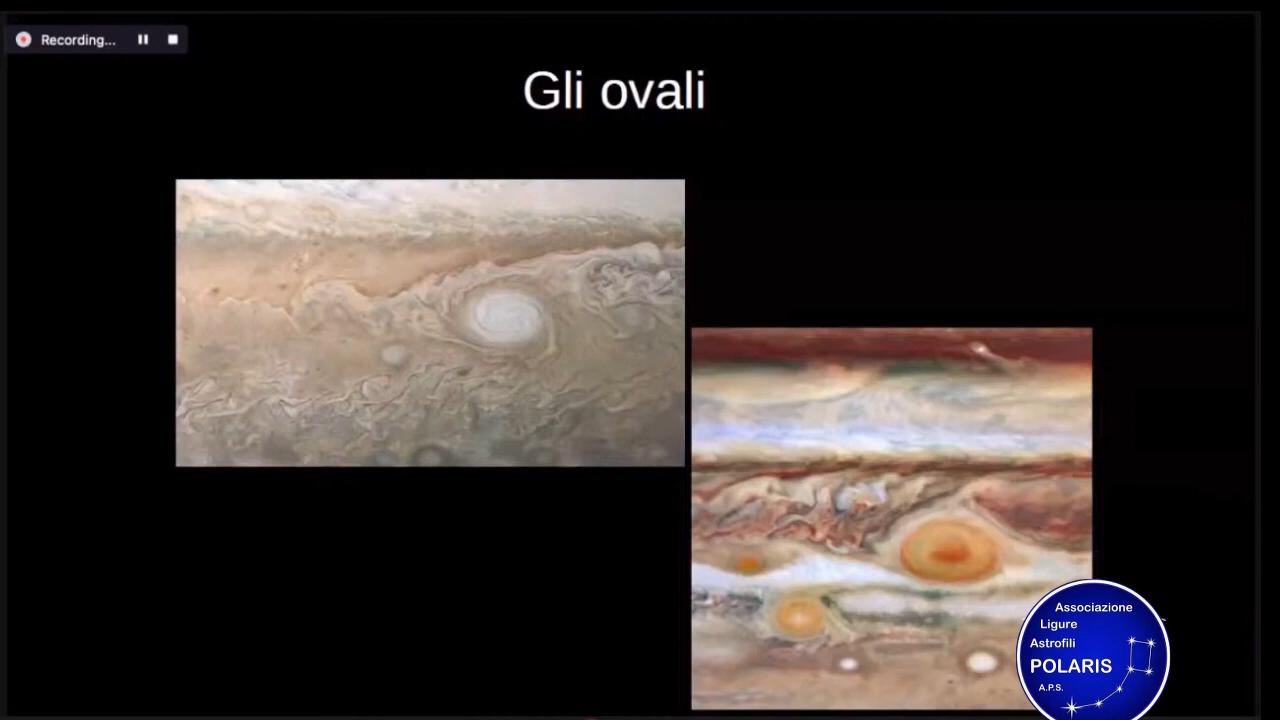 Recording...
Gli ovali
Associazione
Ligure
Astrofili
POLARIS
A.P.S.